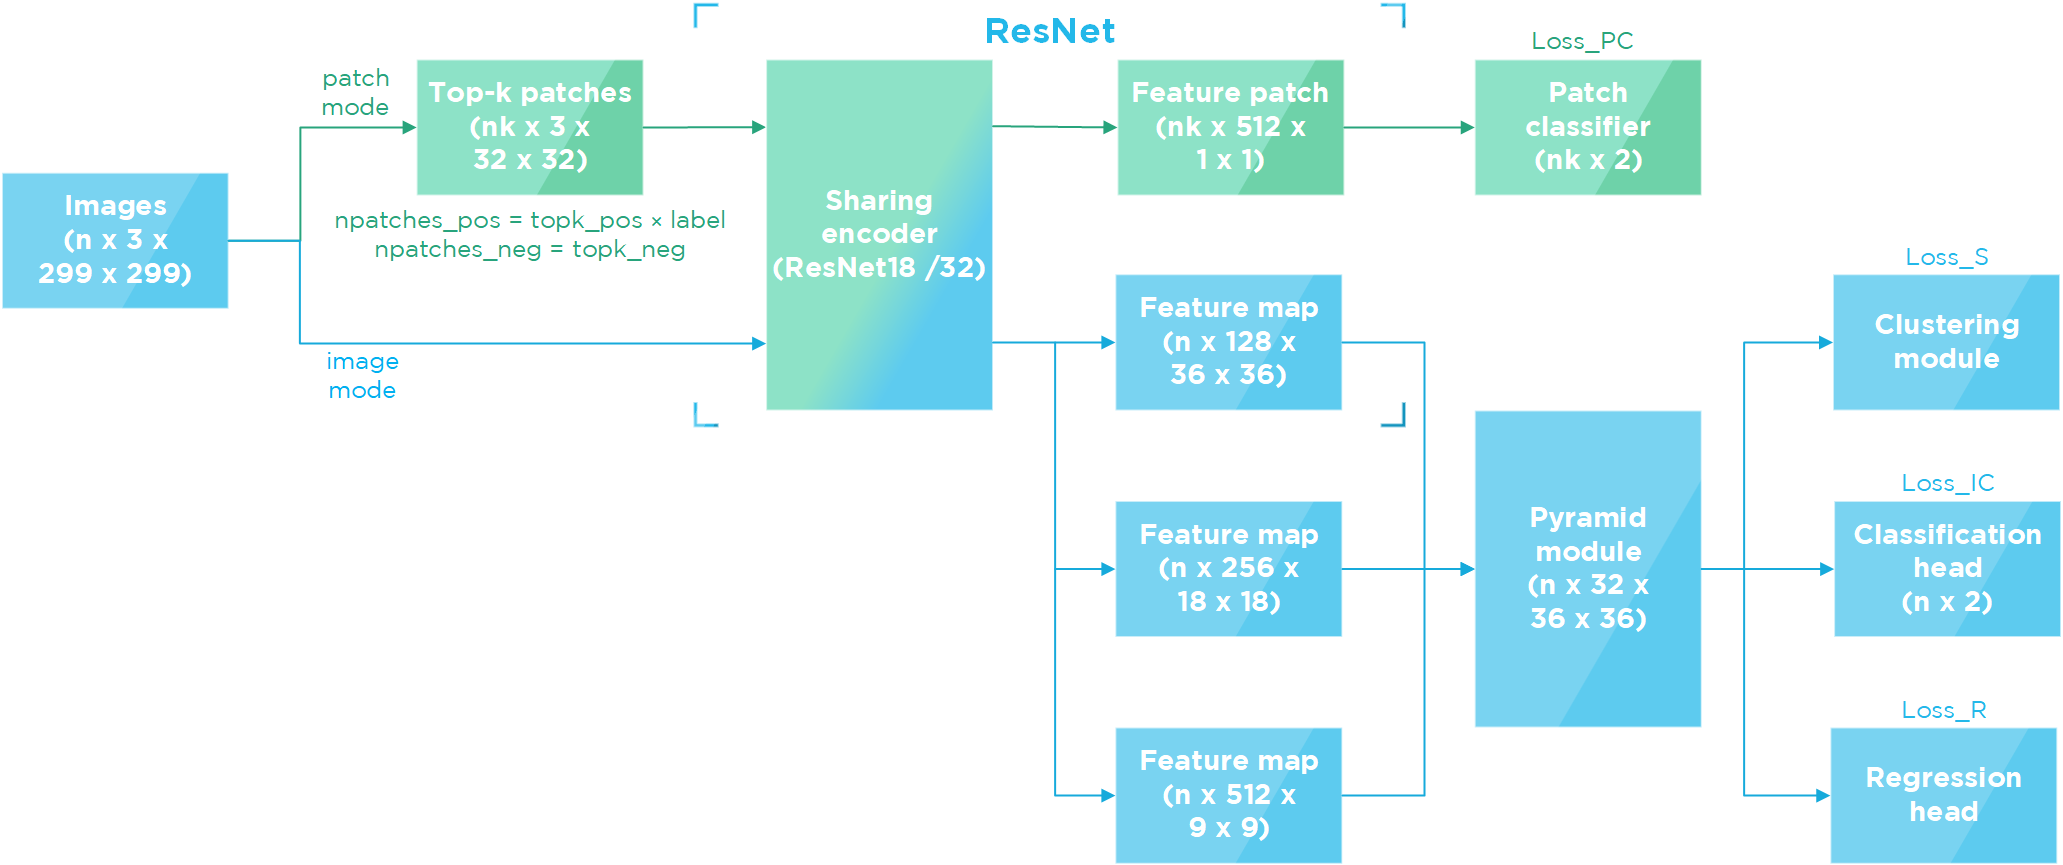 ResNet
Loss_PC
patch
mode
Top-k patches
(nk x 3 x
32 x 32)
Feature patch
(nk x 512 x
1 x 1)
Patch
classifier
(nk x 2)
Images
(n x 3 x
299 x 299)
npatches_pos = topk_pos × label
npatches_neg = topk_neg
Sharing
encoder
(ResNet18 /32)
image
mode
Feature map
(n x 128 x
36 x 36)
Loss_S
Clustering
module
Feature map
(n x 256 x
18 x 18)
Pyramid
module
(n x 32 x
36 x 36)
Loss_IC
Classification
head
(n x 2)
Feature map
(n x 512 x
9 x 9)
Loss_R
Regression
head